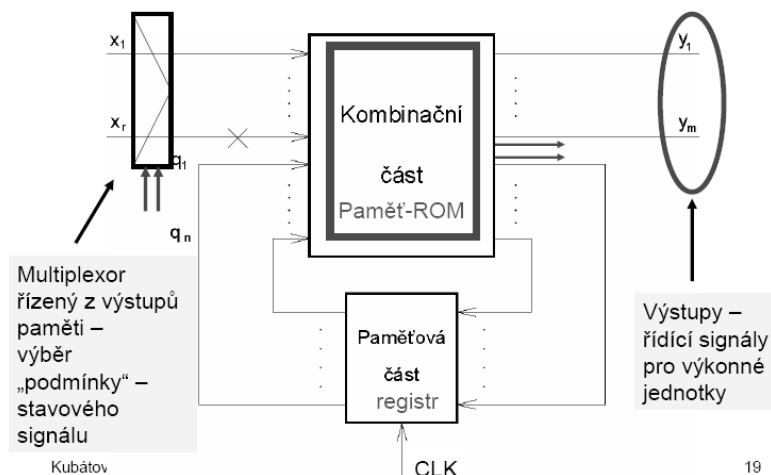 x1
xr
q1
qn
Kombinační
část
Paměť-ROM
y1
ym
Multiplexor
řízený z výstupů
paměti –
výběr
„podmínky“ –
stavového
signálu
Paměťová
část
registr
Výstupy –
řídící signály
pro výkonné
jednotky
Kubátov
CLK
19